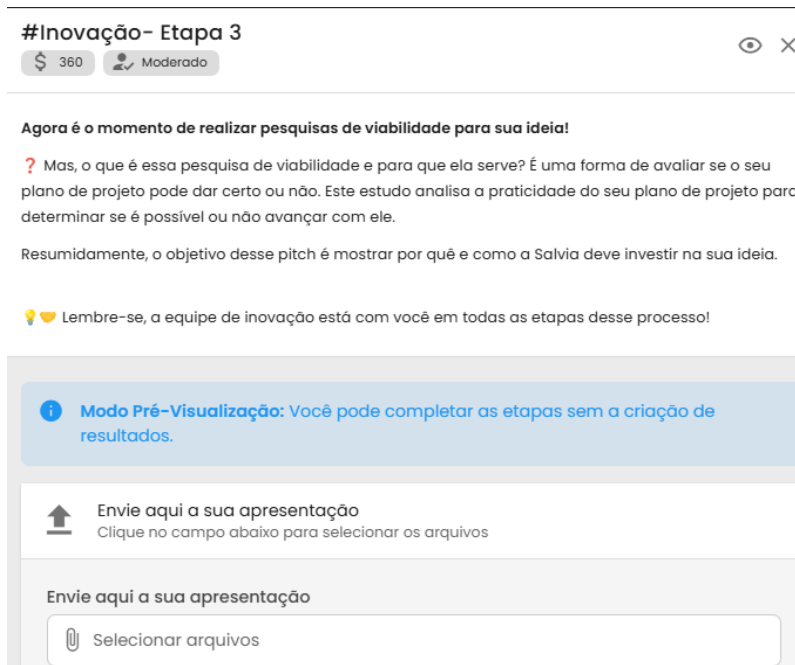 #Inovação- Etapa 3
360 Moderado
Agora é o momento de realizar pesquisas de viabilidade para sua ideia!
❓ Mas, o que é essa pesquisa de viabilidade e para que ela serve? É uma forma de avaliar se o seu
plano de projeto pode dar certo ou não. Este estudo analisa a praticidade do seu plano de projeto para
determinar se é possível ou não avançar com ele.
Resumidamente, o objetivo desse pitch é mostrar por quê e como a Salvia deve investir na sua ideia.
💡🤝 Lembre-se, a equipe de inovação está com você em todas as etapas desse processo!
Modo Pré-Visualização: Você pode completar as etapas sem a criação de
resultados.
Envie aqui a sua apresentação
Clique no campo abaixo para selecionar os arquivos
Envie aqui a sua apresentação
Selecionar arquivos